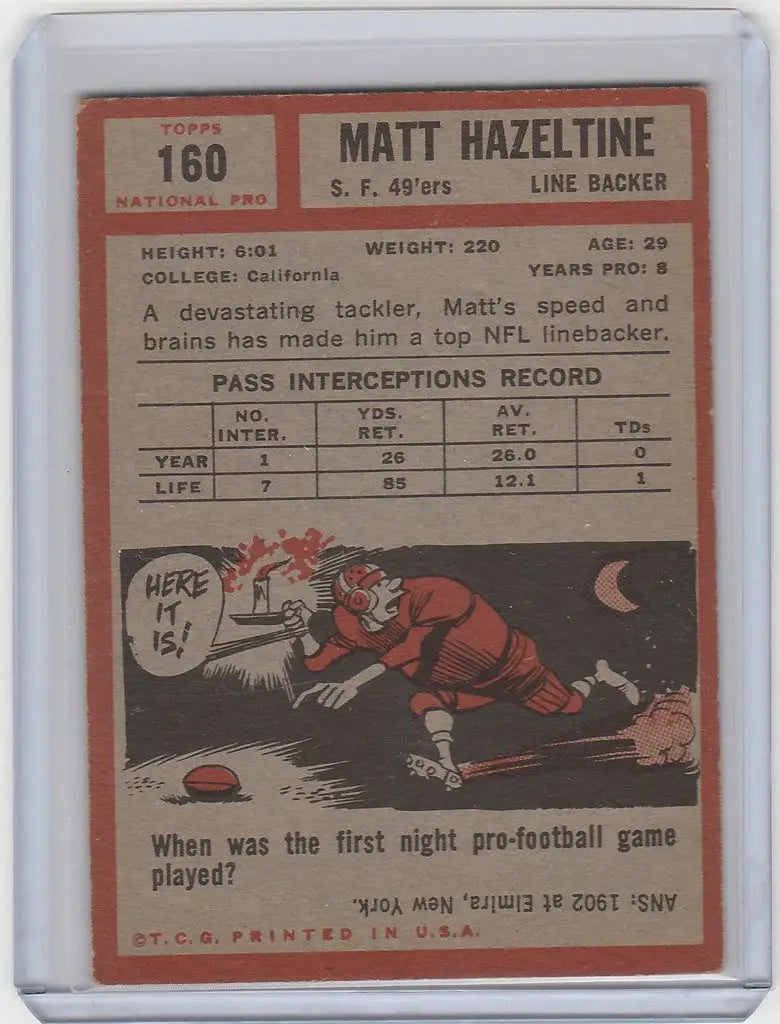 TOPPS
160
NATIONAL PRO
MATT HAZELTINE
S. F. 49'ers LINE BACKER
HEIGHT: 6:01 WEIGHT: 220 AGE: 29
COLLEGE: California YEARS PRO: 8
A devastating tackler, Matt's speed and
brains has made him a top NFL linebacker.
PASS INTERCEPTIONS RECORD
NO. INTER. YDS. RET. AV. RET. TDs
YEAR 1 26 26.0 0
LIFE 7 85 12.1 1
HERE
IT
IS!
When was the first night pro-football game
played?
ANS: 1902 at Elmira, New York.
©T. C. G. PRINTED IN U.S.A.